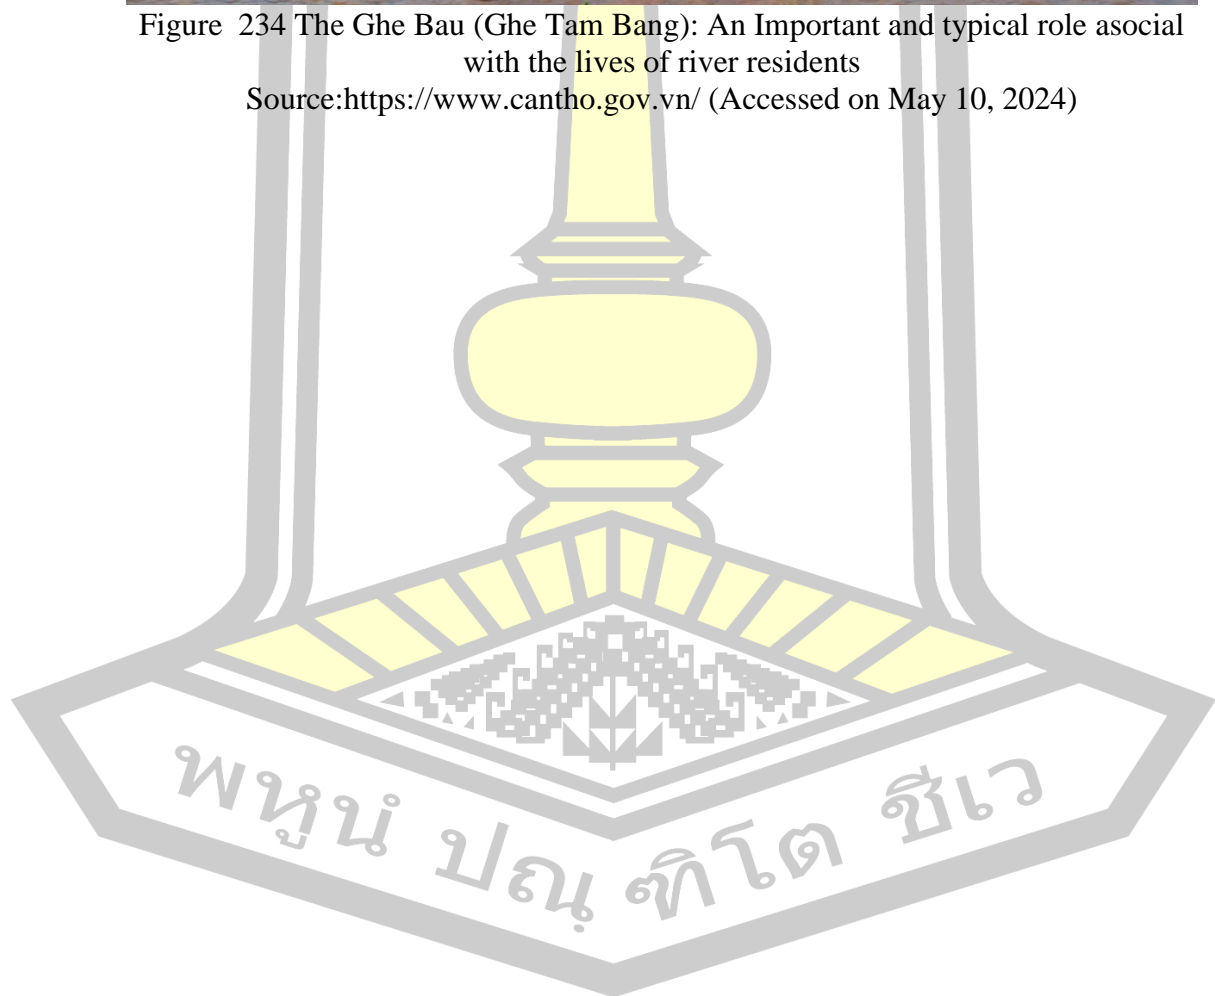 Figure  234 The Ghe Bau (Ghe Tam Bang): An Important and typical role asocial
with the lives of river residents
Source:https://www.cantho.gov.vn/ (Accessed on May 10, 2024)
พหูนํ ปณฺฑิโต ชีเว